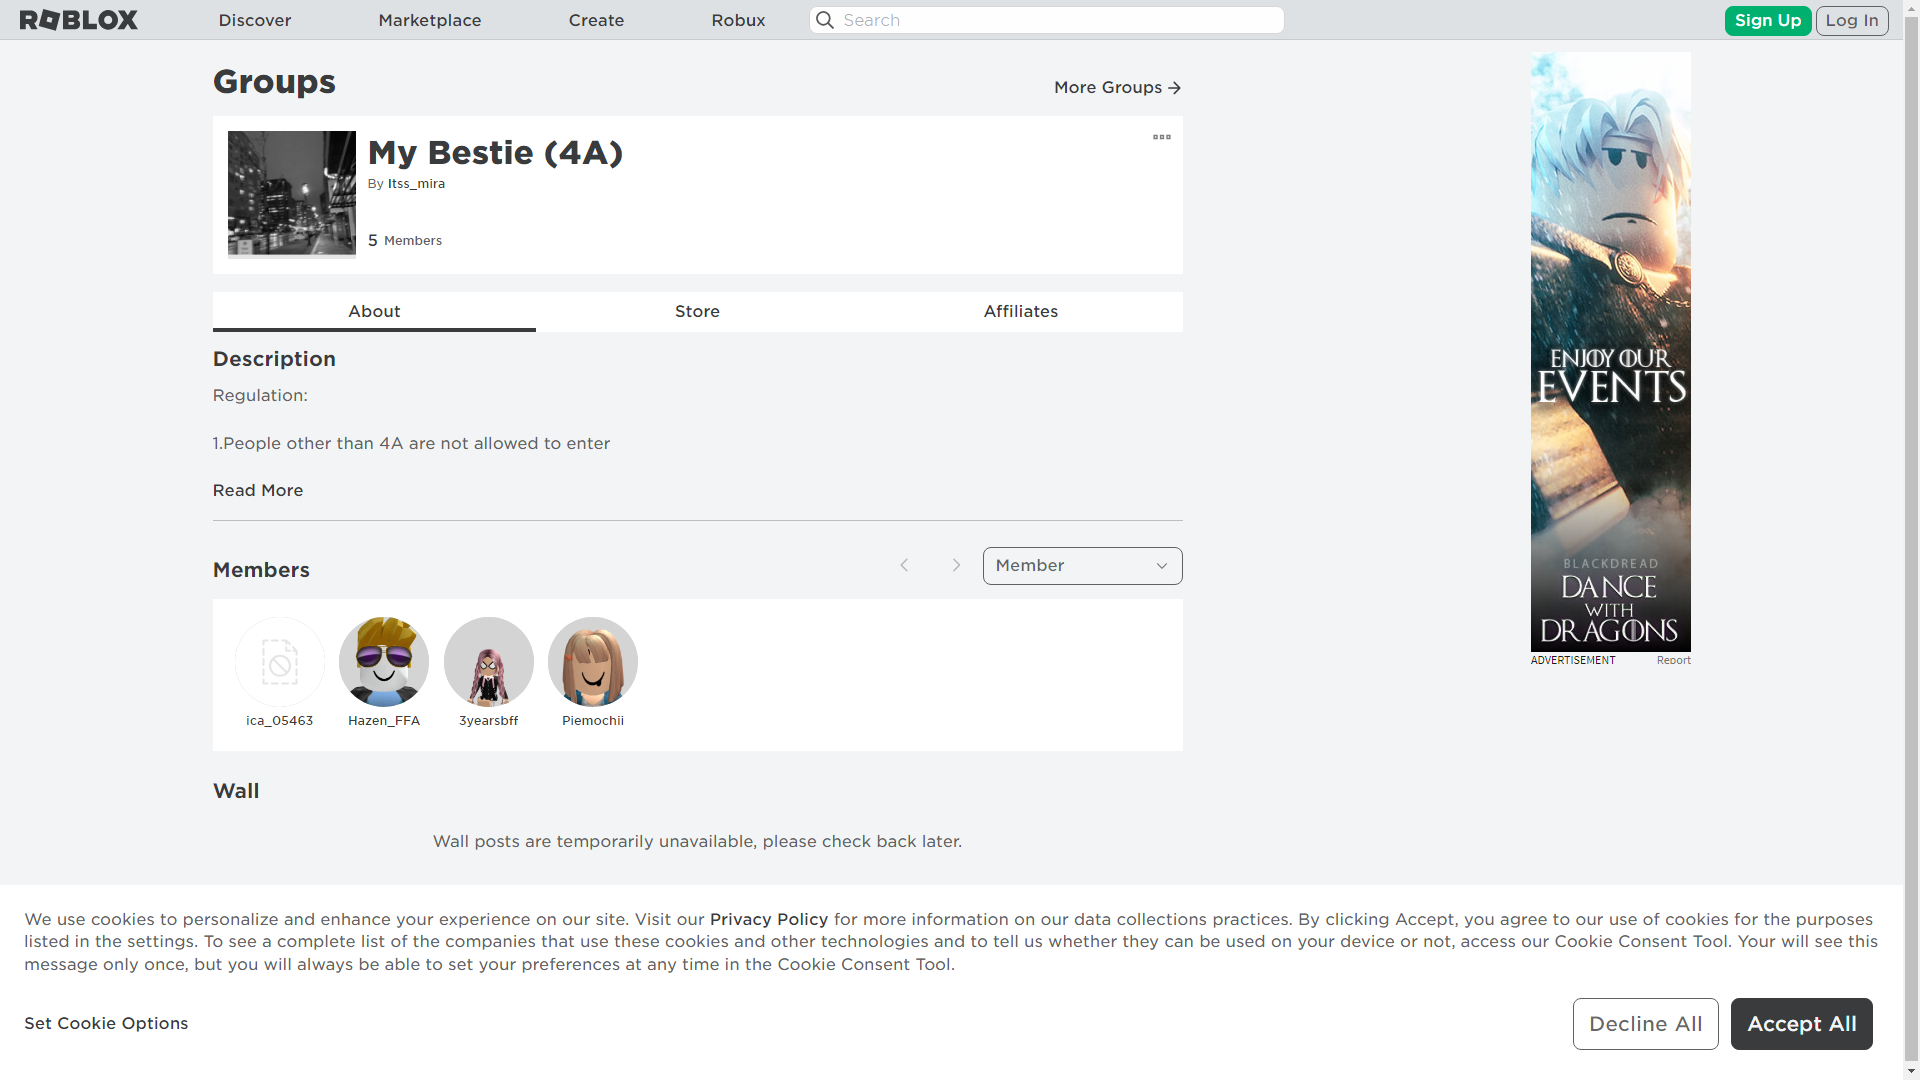 ROBLOX
Discover
Marketplace
Create
Robux
Search
Sign Up
Log In
Groups
More Groups
My Bestie (4A)
By Itss_mira
5 Members
About
Store
Affiliates
Description
Regulation:
1.People other than 4A are not allowed to enter
Read More
Members
Member
ica_05463
Hazen_FFA
3yearsbff
Piemochii
Wall
Wall posts are temporarily unavailable, please check back later.
ENJOY OUR
EVENTS
BLACKDREAD
DANCE
WITH
DRAGONS
ADVERTISEMENT
Report
We use cookies to personalize and enhance your experience on our site. Visit our Privacy Policy for more information on our data collections practices. By clicking Accept, you agree to our use of cookies for the purposes
listed in the settings. To see a complete list of the companies that use these cookies and other technologies and to tell us whether they can be used on your device or not, access our Cookie Consent Tool. Your will see this
message only once, but you will always be able to set your preferences at any time in the Cookie Consent Tool.
Set Cookie Options
Decline All
Accept All